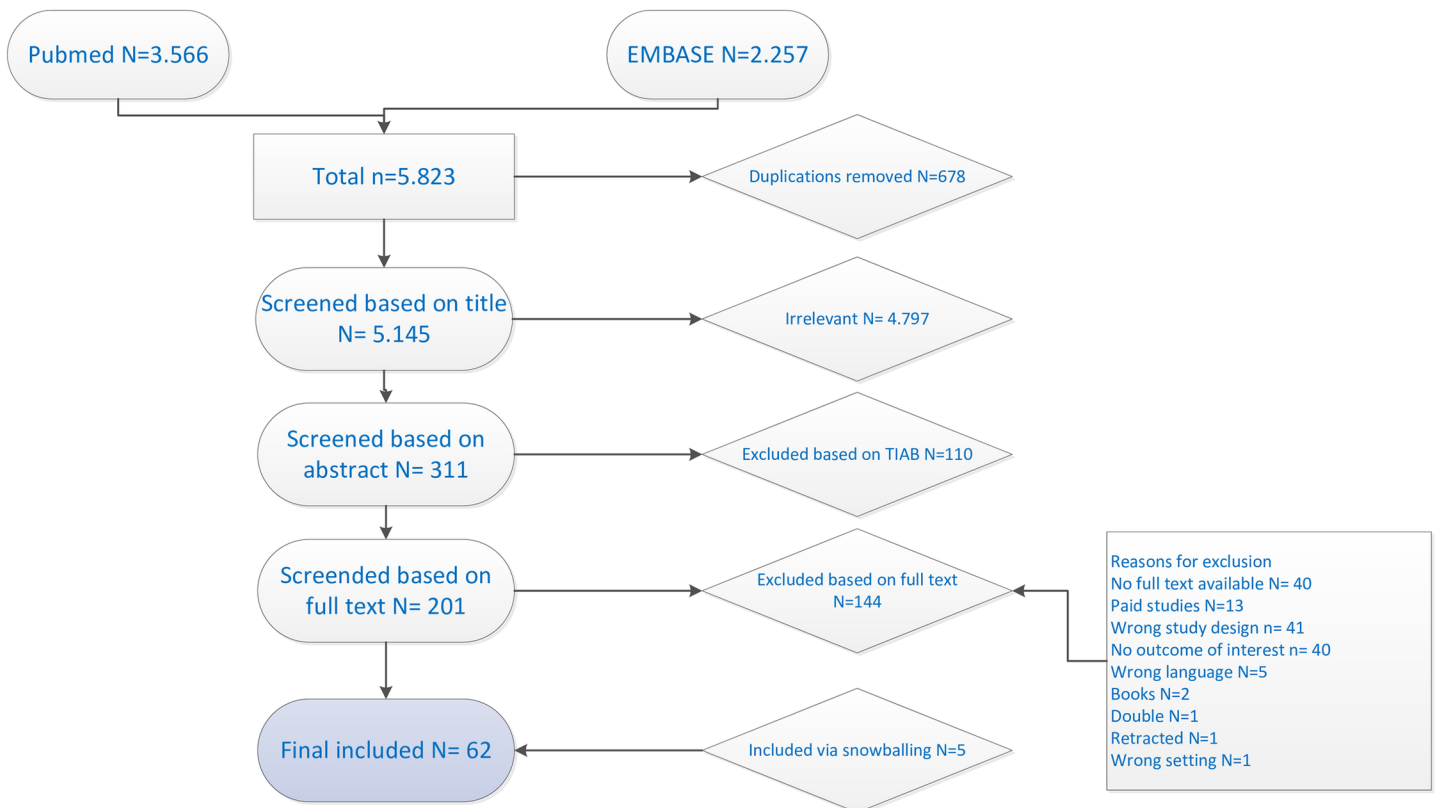 Pubmed N=3.566
EMBASE N=2.257
Total n=5.823
Duplications removed N=678
Screened based on title
N= 5.145
Irrelevant N= 4.797
Screened based on
abstract N= 311
Excluded based on TIAB N=110
Screended based on
full text N= 201
Excluded based on full text
N=144
Reasons for exclusion
No full text available N= 40
Paid studies N=13
Wrong study design n= 41
No outcome of interest n= 40
Wrong language N=5
Books N=2
Double N=1
Retracted N=1
Wrong setting N=1
Final included N= 62
Included via snowballing N=5